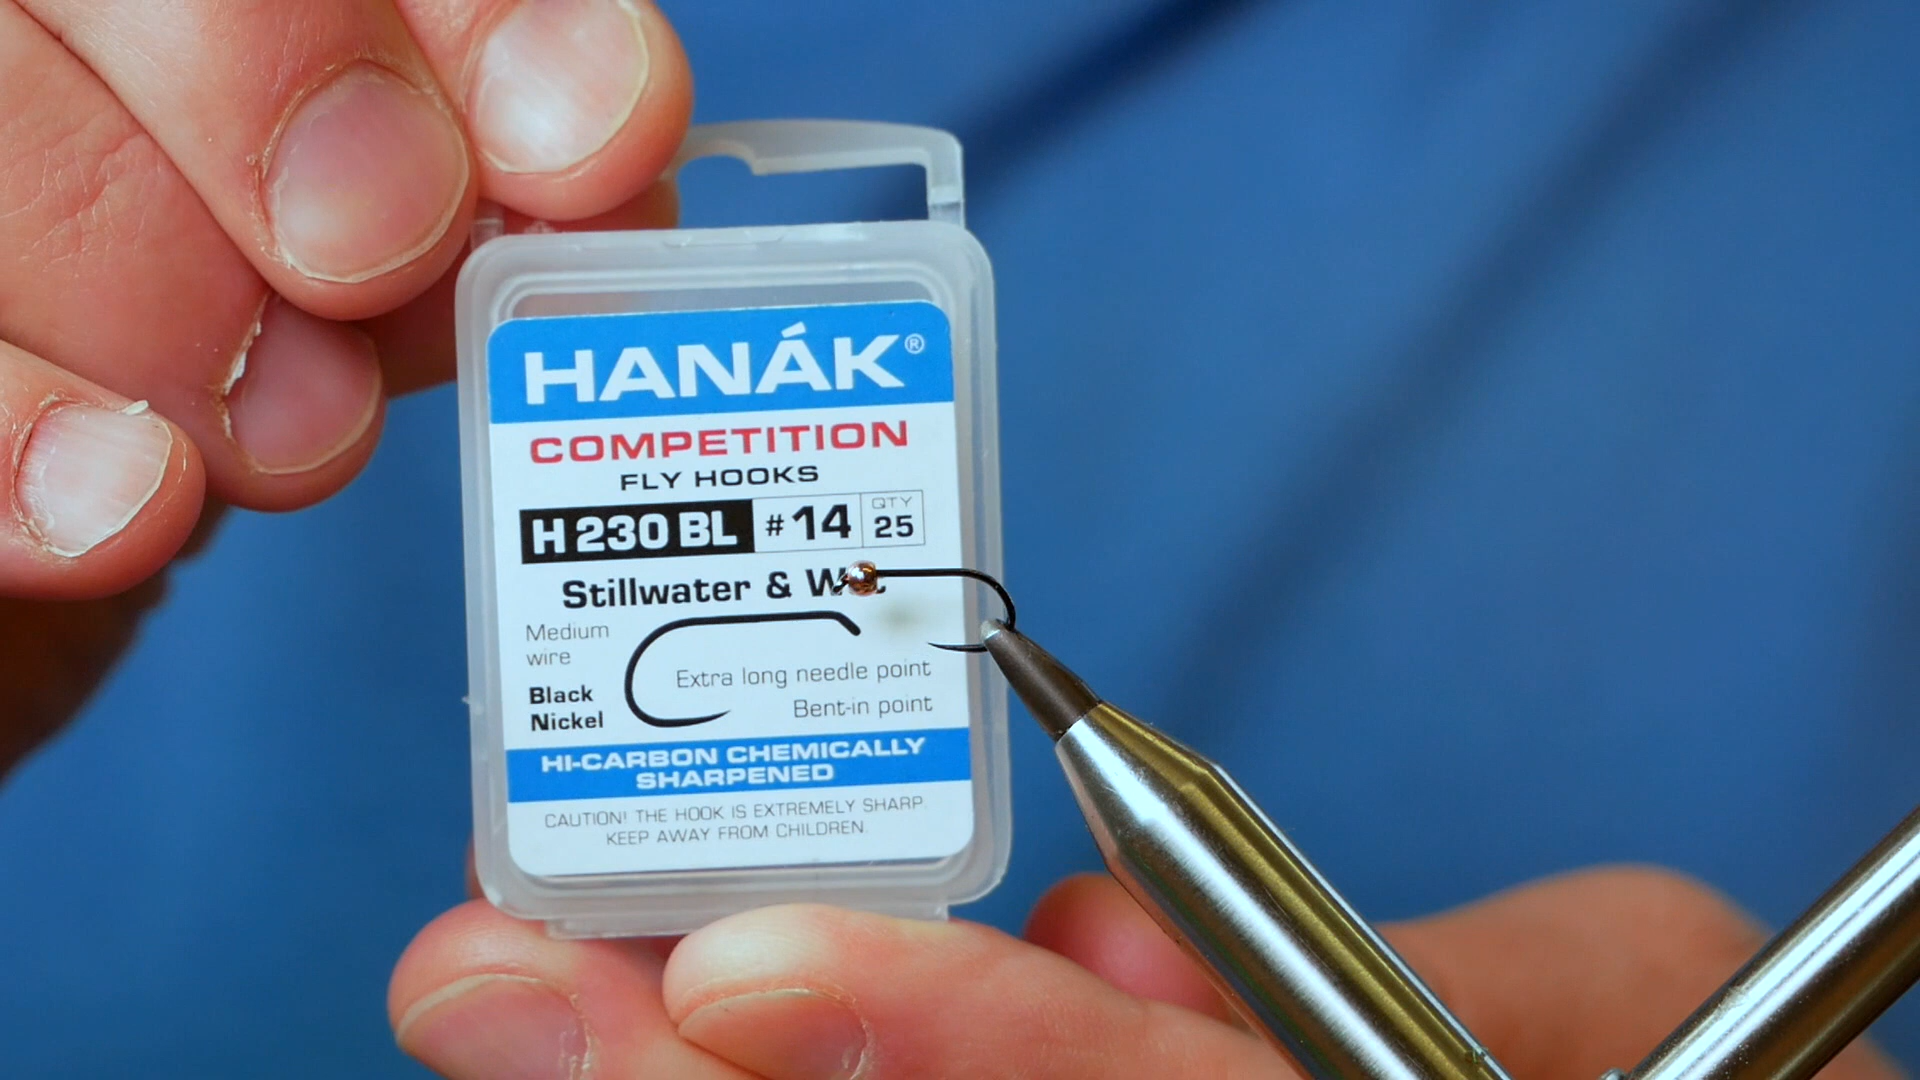 HANÁK®
COMPETITION
FLY HOOKS
H 230 BL #14 QTY 25
Stillwater &
Medium wire
Black Nickel
Extra long needle point
Bent-in point
HI-CARBON CHEMICALLY
SHARPENED
CAUTION! THE HOOK IS EXTREMELY SHARP.
KEEP AWAY FROM CHILDREN.